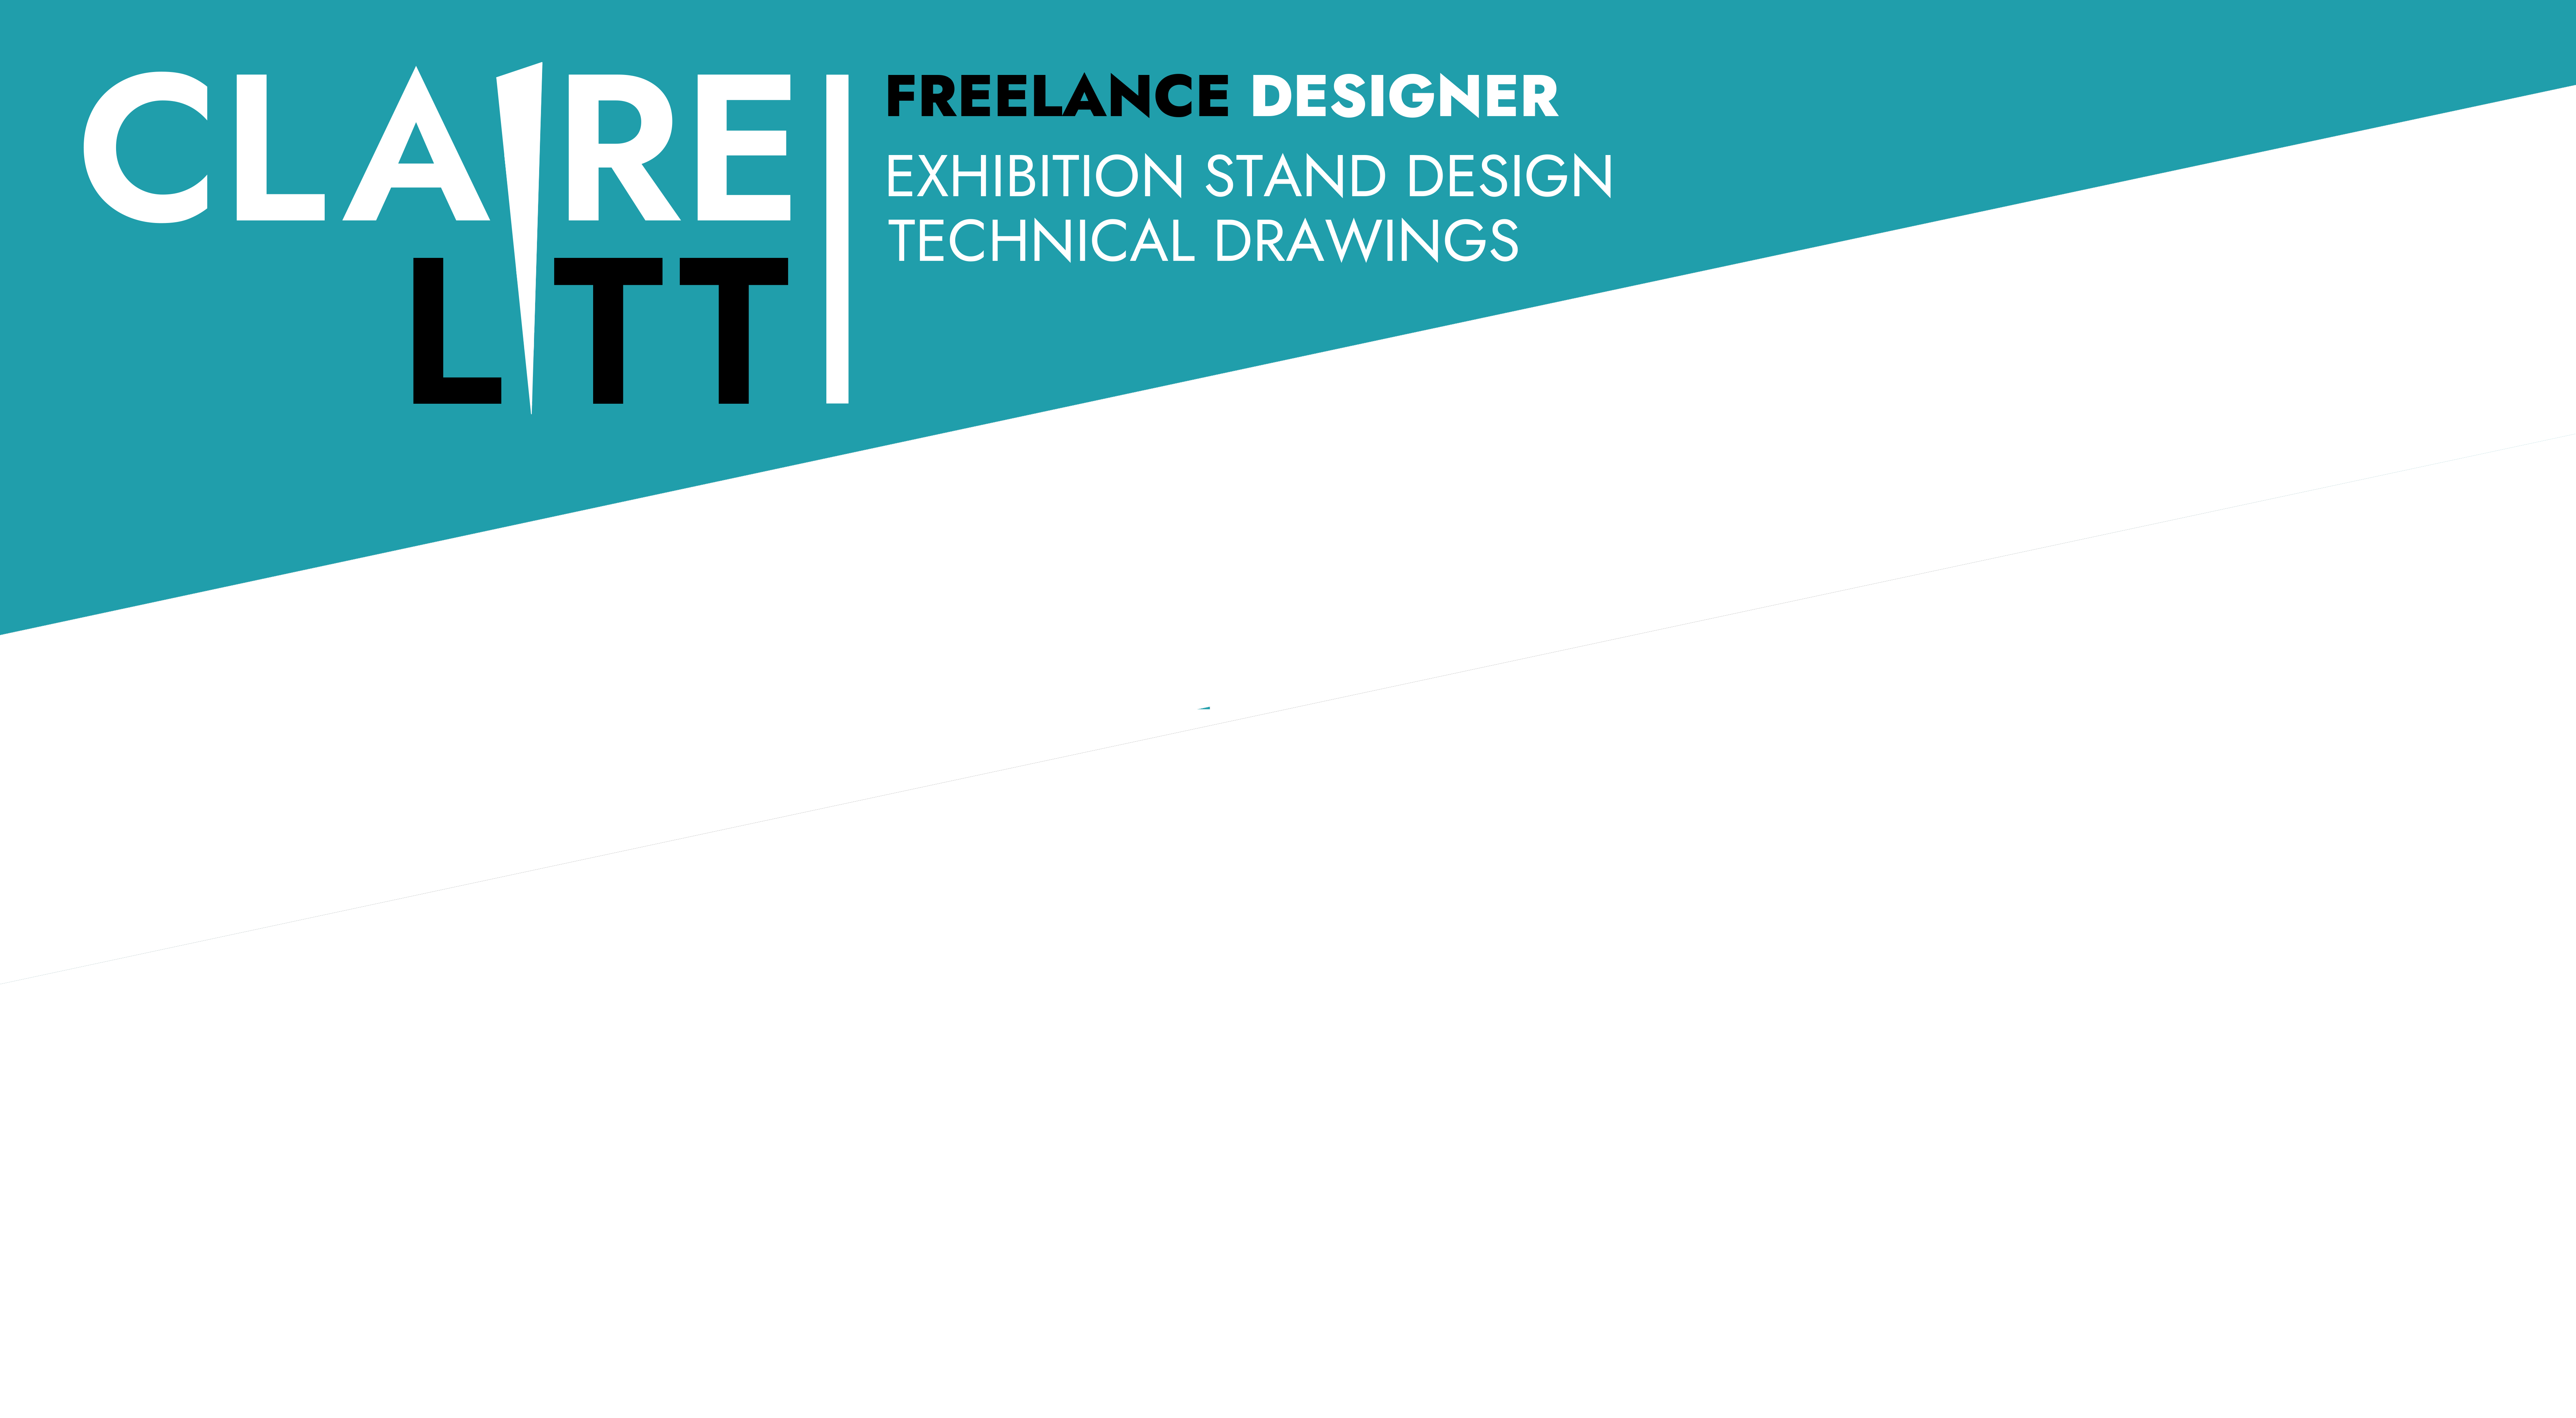 CLAIRE
LITT
FREELANCE DESIGNER
EXHIBITION STAND DESIGN
TECHNICAL DRAWINGS